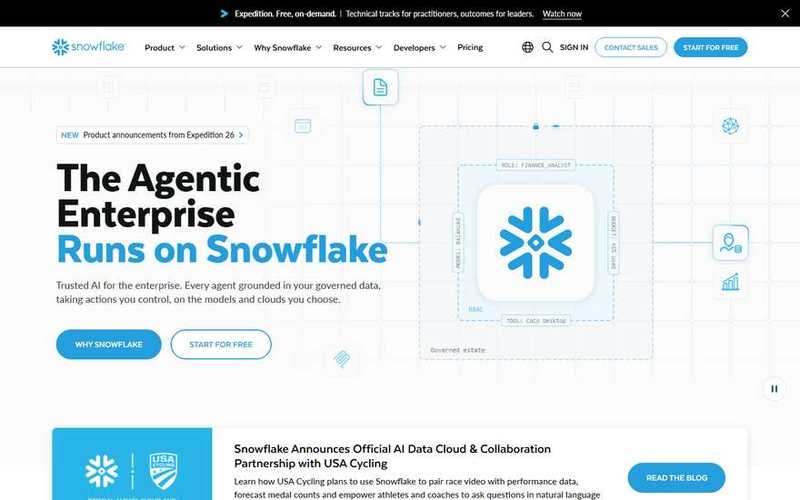 Expedition. Free, on-demand. | Technical tracks for practitioners, outcomes for leaders. Watch now
snowflake
Product Solutions Why Snowflake Resources Developers Pricing
SIGN IN CONTACT SALES START FOR FREE
NEW Product announcements from Expedition 26
The Agentic
Enterprise
Runs on Snowflake
Trusted AI for the enterprise. Every agent grounded in your governed data,
taking actions you control, on the models and clouds you choose.
WHY SNOWFLAKE START FOR FREE
ROLE: FINANCE_ANALYST
MODEL: BALANCED
RBAC
TOOL: CoCo Desktop
Governed estate
USA
CYCLING
Snowflake Announces Official AI Data Cloud & Collaboration
Partnership with USA Cycling
Learn how USA Cycling plans to use Snowflake to pair race video with performance data,
forecast medal counts and empower athletes and coaches to ask questions in natural language
READ THE BLOG